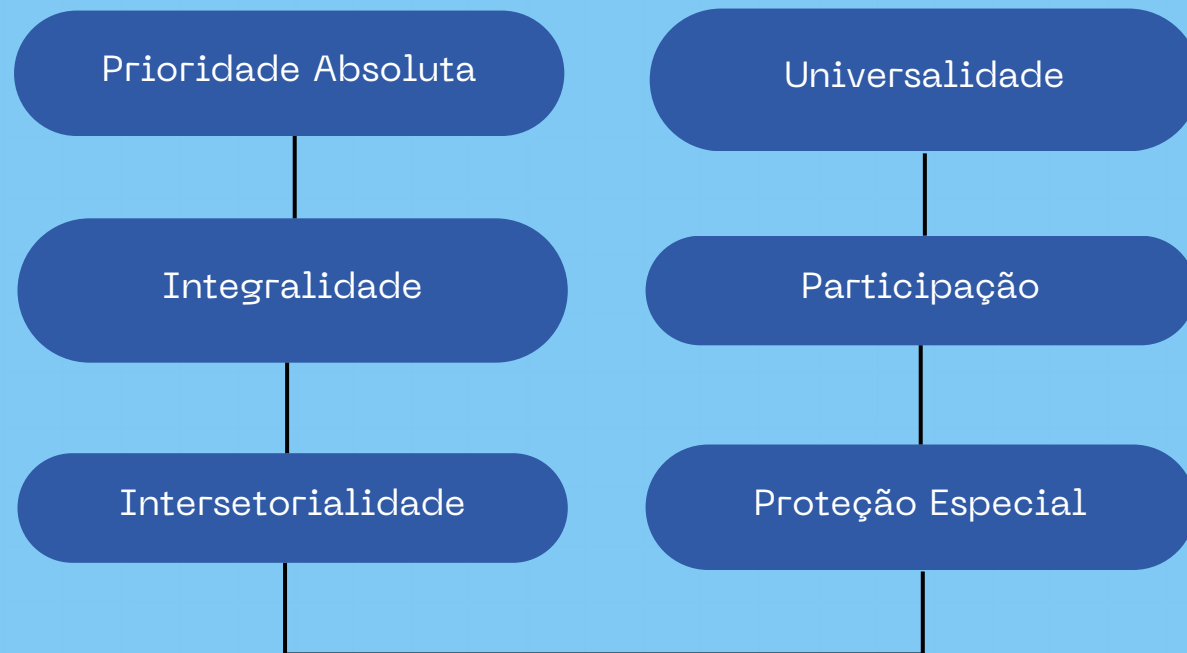 Prioridade Absoluta
Integralidade
Intersetorialidade
Universalidade
Participação
Proteção Especial